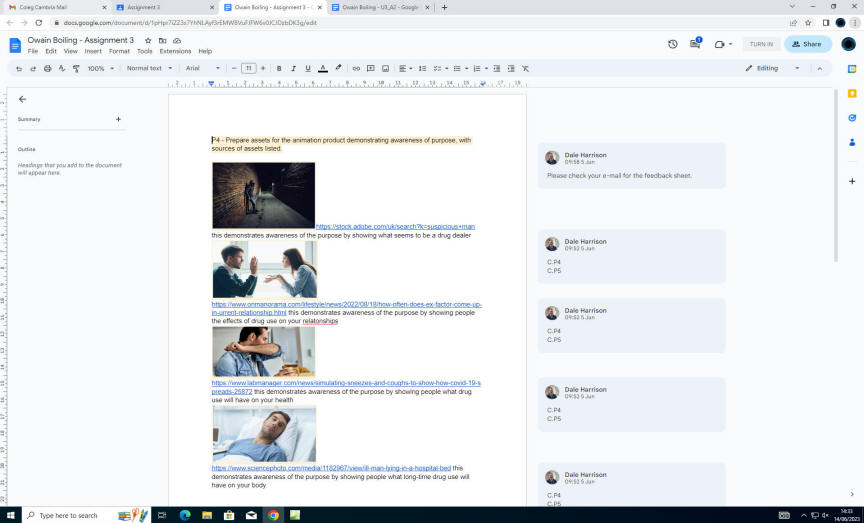 Coleg Cambria Mail
Assignment 3
Owain Boiling - Assignment 3 -
Owain Boiling - U3_A2 - Google
docs.google.com/document/d/
Owain Boiling - Assignment 3
File Edit View Insert Format Tools Extensions Help
TURN IN
Share
100% Normal text Arial 11
Editing
Summary
Outline
Headings that you add to the document
will appear here.
P4 - Prepare assets for the animation product demonstrating awareness of purpose, with
sources of assets listed.
https://stock.adobe.com/uk/search?k=suspicious+man
this demonstrates awareness of the purpose by showing what seems to be a drug dealer
https://www.onmanorama.com/lifestyle/news/2022/08/18/how-often-does-ex-factor-come-up-
in-urrent-relationship.html this demonstrates awareness of the purpose by showing people
the effects of drug use on your relatonships
https://www.labmanager.com/news/simulating-sneezes-and-coughs-to-show-how-covid-19-s
preads-25872 this demonstrates awareness of the purpose by showing people what drug
use will have on your health
https://www.sciencephoto.com/media/1182967/view/ill-man-lying-in-a-hospital-bed this
demonstrates awareness of the purpose by showing people what long-time drug use will
have on your body
Dale Harrison
09:58 5 Jun
Please check your e-mail for the feedback sheet.
Dale Harrison
09:52 5 Jun
C.P4
C.P5
Dale Harrison
09:52 5 Jun
C.P4
C.P5
Dale Harrison
09:52 5 Jun
C.P4
C.P5
Dale Harrison
09:52 5 Jun
C.P4
C.P5
Type here to search
14:33
14/06/2023